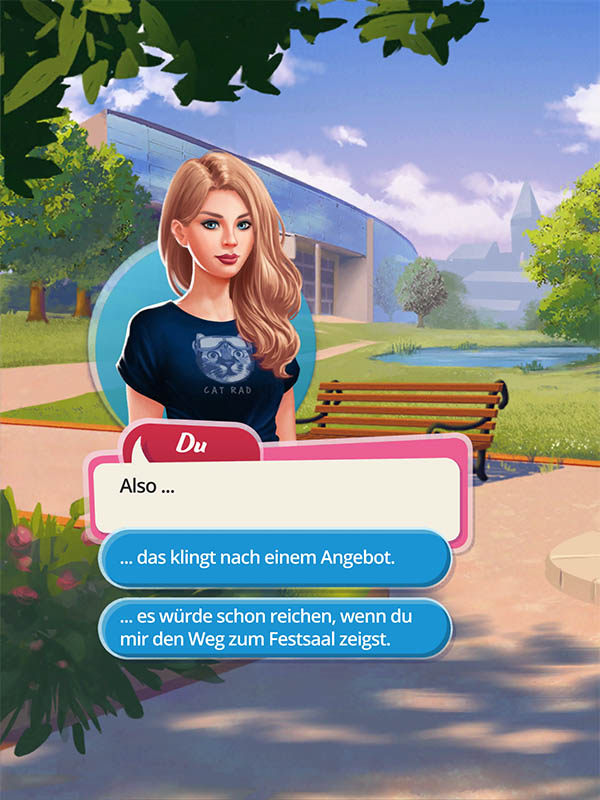 CAT RAD
Du
Also ...
... das klingt nach einem Angebot.
... es würde schon reichen, wenn du
mir den Weg zum Festsaal zeigst.